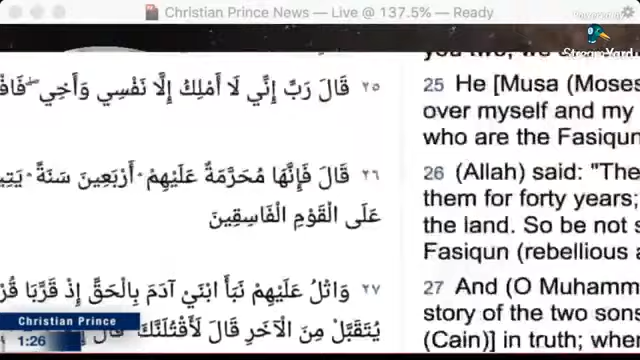 Christian Prince News — Live @ 137.5% — Ready
StreamYard
٢٥ قَالَ رَبِّ إِنِّي لَا أَمْلِكُ إِلَّا نَفْسِي وَأَخِي
25 He [Musa (Moses
over myself and my
who are the Fasiqun
٢٦ قَالَ فَإِنَّهَا مُحَرَّمَةٌ عَلَيْهِمْ ۛ أَرْبَعِينَ سَنَةً ۛ
عَلَى الْقَوْمِ الْفَاسِقِينَ
26 (Allah) said: "The
them for forty years;
the land. So be not s
Fasiqun (rebellious a
٢٧ وَاتْلُ عَلَيْهِمْ نَبَأَ ابْنَيْ آدَمَ بِالْحَقِّ إِذْ قَرَّبَا
يُتَقَبَّلْ مِنَ الْآخَرِ قَالَ لَأَقْتُلَنَّكَ
27 And (O Muhamm
story of the two sons
(Cain)] in truth; whe
Christian Prince
1:26